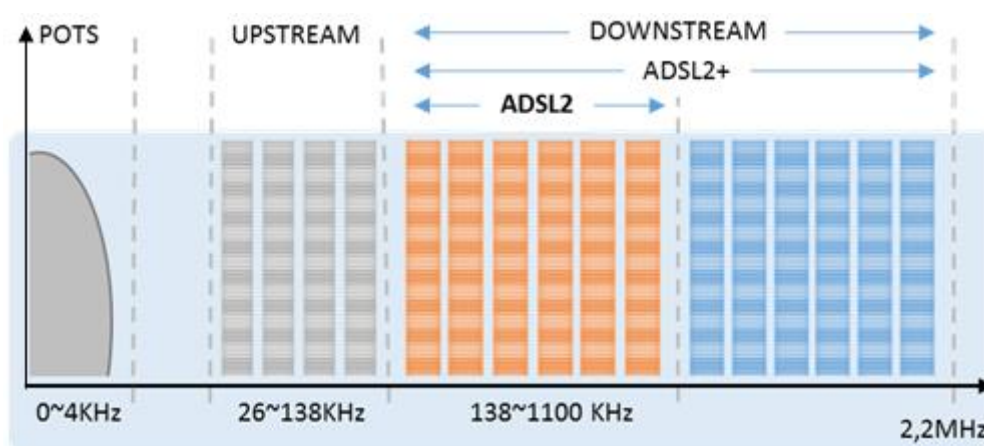 POTS UPSTREAM DOWNSTREAM
ADSL2+
ADSL2
0~4KHz 26~138KHz 138~1100 KHz
2,2MHz